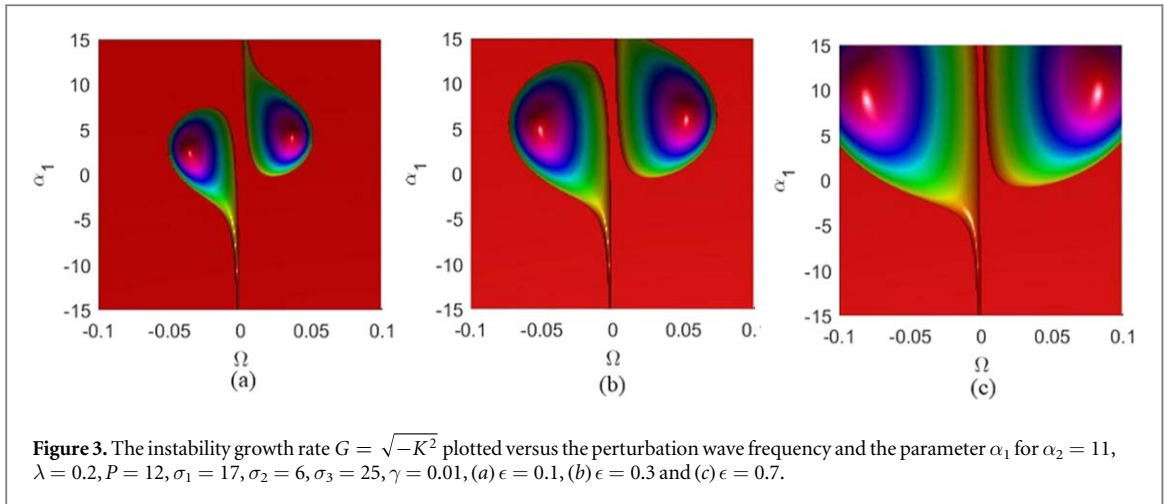 15
10
5
0
-5
-10
-15
α₁
-0.1 -0.05 0 0.05 0.1
Ω
(a)
15
10
5
0
-5
-10
-15
α₁
-0.1 -0.05 0 0.05 0.
Ω
(b)
15
10
5
0
-5
-10
-15
α₁
-0.1 -0.05 0 0.05 0.1
Ω
(c)
Figure 3. The instability growth rate G = √−K² plotted versus the perturbation wave frequency and the parameter α₁ for α₂ = 11,
λ = 0.2, P = 12, σ₁ = 17, σ₂ = 6, σ₃ = 25, γ = 0.01, (a) ϵ = 0.1, (b) ϵ = 0.3 and (c) ϵ = 0.7.